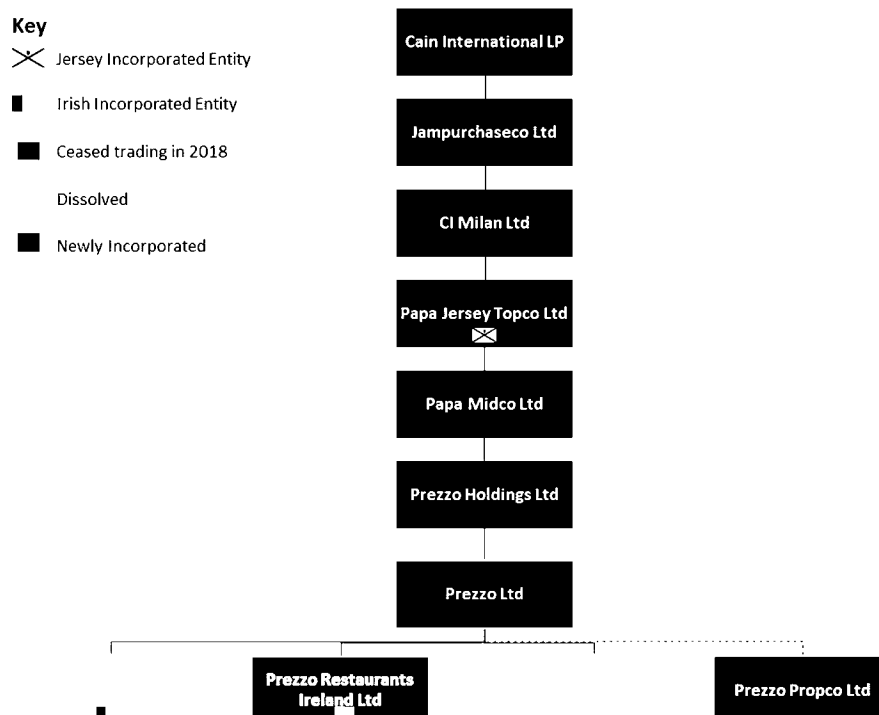 Key
Jersey Incorporated Entity
Irish Incorporated Entity
Ceased trading in 2018
Dissolved
Newly Incorporated
Cain International LP
Jampurchaseco Ltd
CI Milan Ltd
Papa Jersey Topco Ltd
Papa Midco Ltd
Prezzo Holdings Ltd
Prezzo Ltd
Prezzo Restaurants
Ireland Ltd
Prezzo Propco Ltd